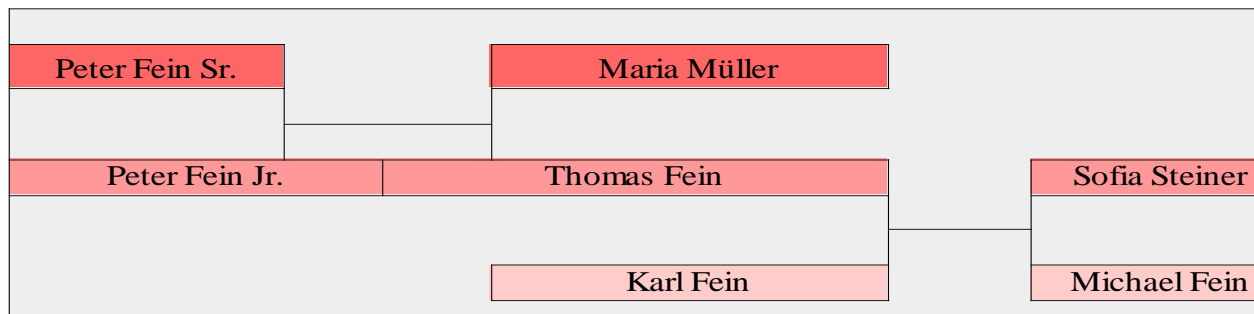 Peter Fein Sr. Maria Müller
Peter Fein Jr. Thomas Fein Sofia Steiner
Karl Fein Michael Fein